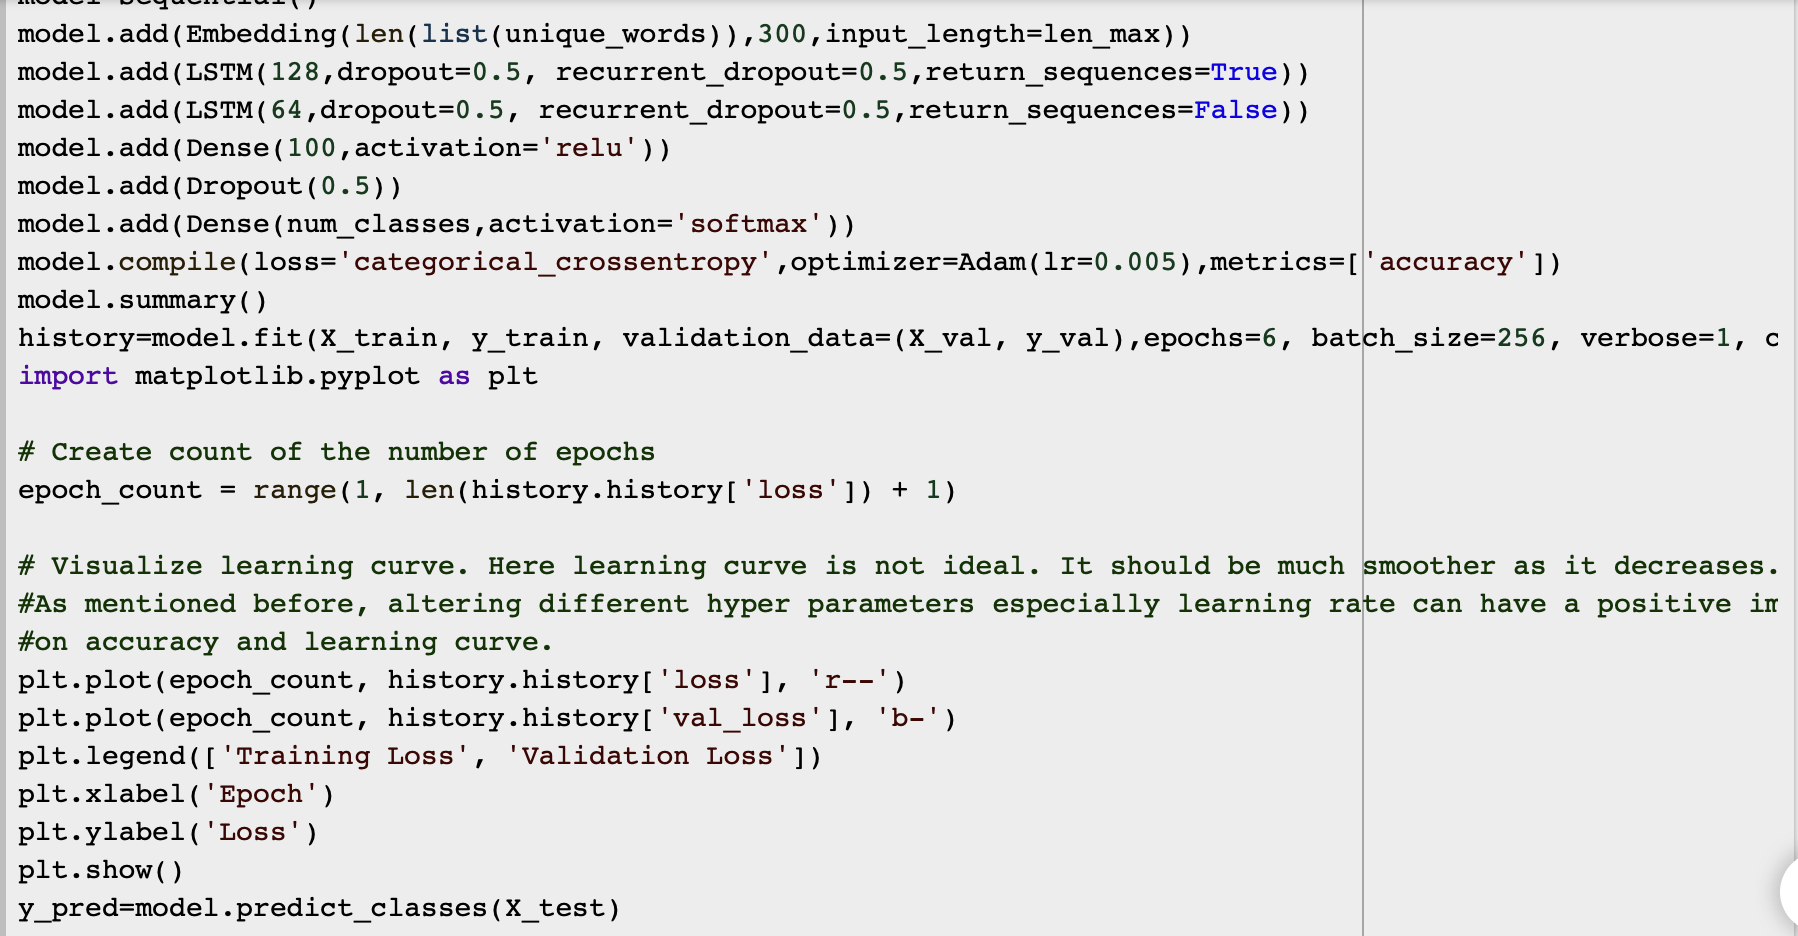 model.add(Embedding(len(list(unique_words)),300,input_length=len_max))
model.add(LSTM(128,dropout=0.5, recurrent_dropout=0.5,return_sequences=True))
model.add(LSTM(64,dropout=0.5, recurrent_dropout=0.5,return_sequences=False))
model.add(Dense(100,activation='relu'))
model.add(Dropout(0.5))
model.add(Dense(num_classes,activation='softmax'))
model.compile(loss='categorical_crossentropy',optimizer=Adam(lr=0.005),metrics=['accuracy'])
model.summary()
history=model.fit(X_train, y_train, validation_data=(X_val, y_val),epochs=6, batch_size=256, verbose=1, c
import matplotlib.pyplot as plt
# Create count of the number of epochs
epoch_count = range(1, len(history.history['loss']) + 1)
# Visualize learning curve. Here learning curve is not ideal. It should be much smoother as it decreases.
#As mentioned before, altering different hyper parameters especially learning rate can have a positive im
#on accuracy and learning curve.
plt.plot(epoch_count, history.history['loss'], 'r--')
plt.plot(epoch_count, history.history['val_loss'], 'b-')
plt.legend(['Training Loss', 'Validation Loss'])
plt.xlabel('Epoch')
plt.ylabel('Loss')
plt.show()
y_pred=model.predict_classes(X_test)